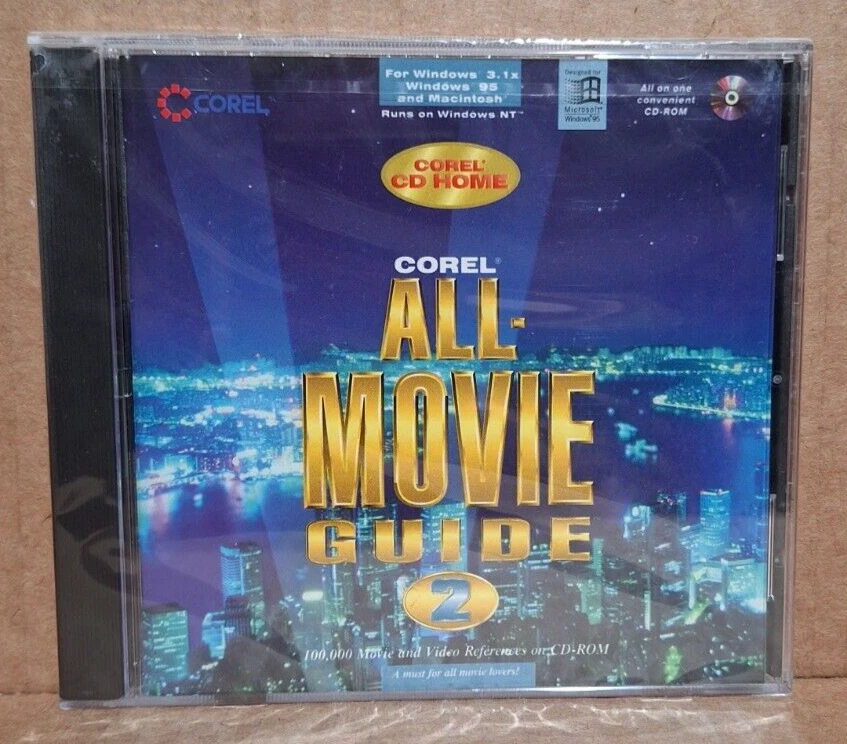 COREL
For Windows 3.1x
Windows 95
and Macintosh
Runs on Windows NT™
Designed for
Microsoft®
Windows®95
All on one
convenient
CD-ROM
COREL®
CD HOME
COREL®
ALL-
MOVIE
GUIDE
2
100,000 Movie and Video References on CD-ROM
A must for all movie lovers!